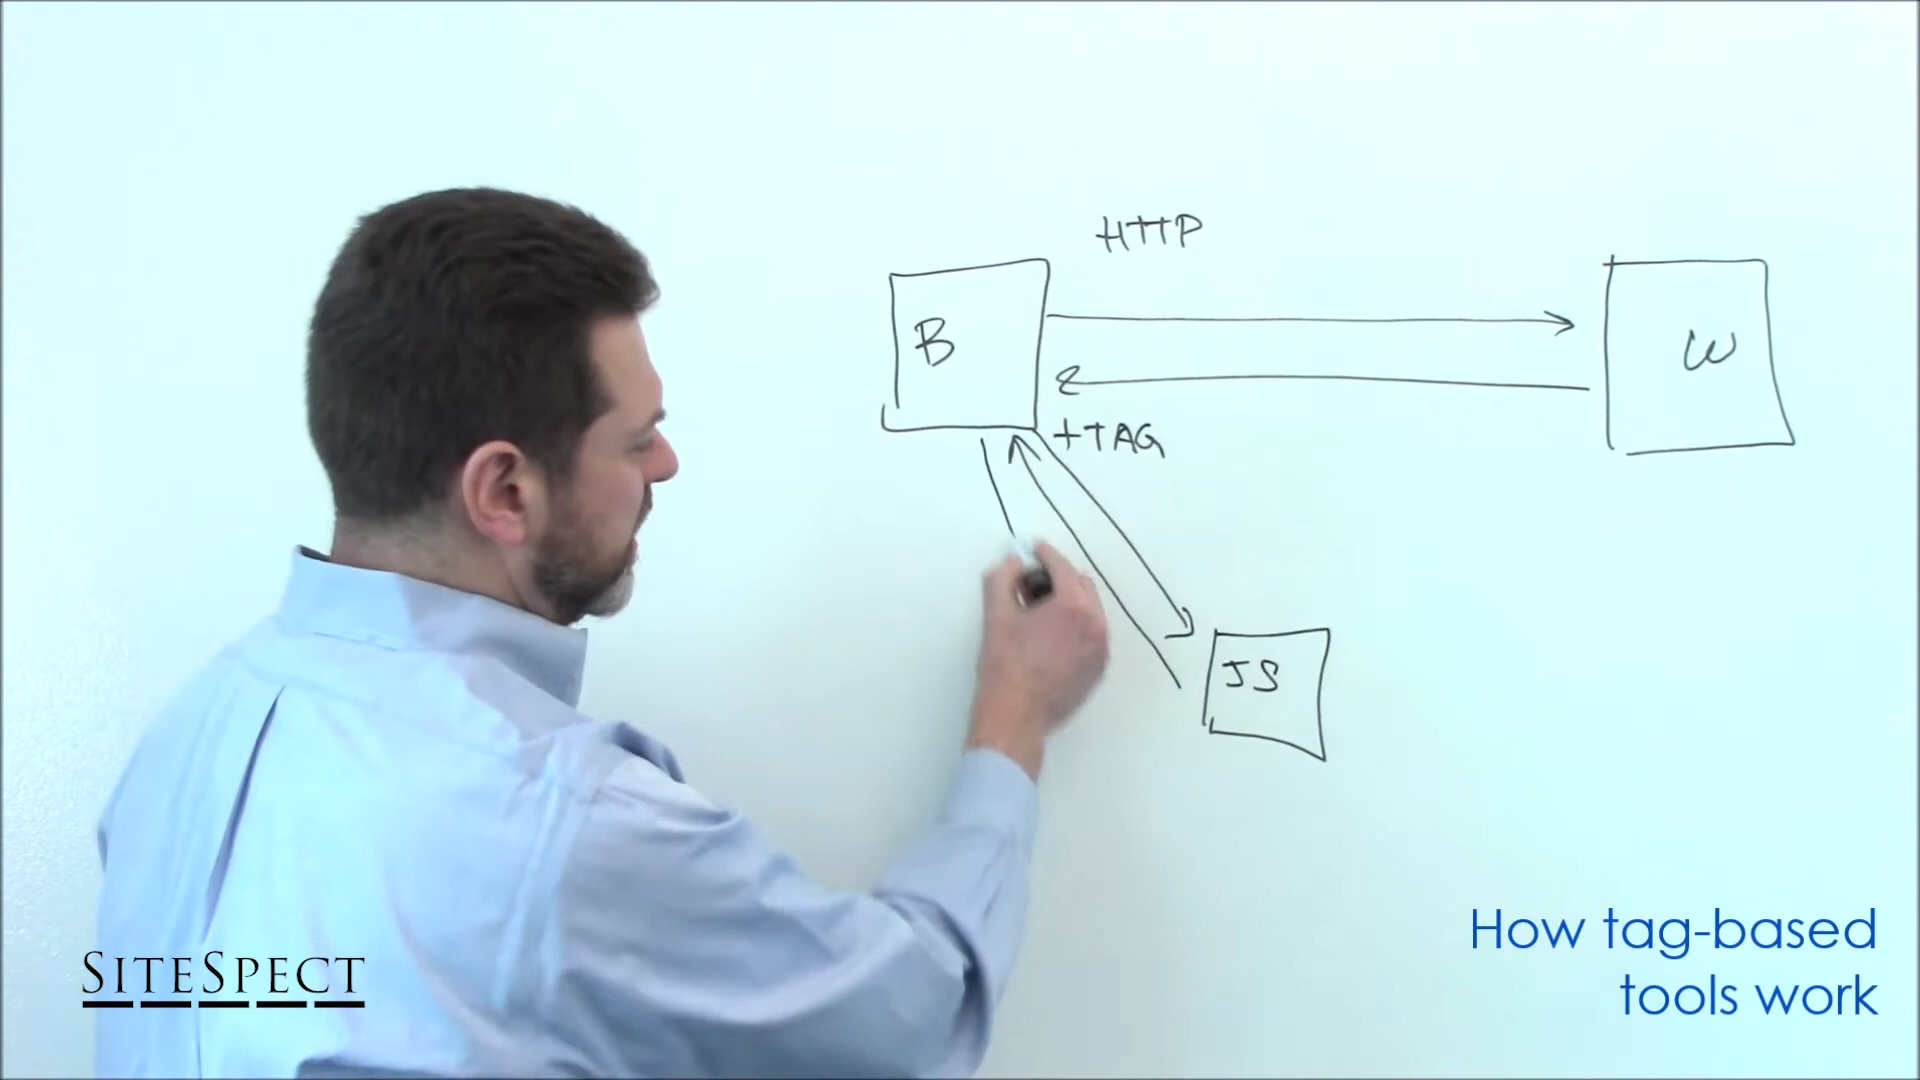 HTTP
B
W
+TAG
JS
SITESPECT
How tag-based
tools work